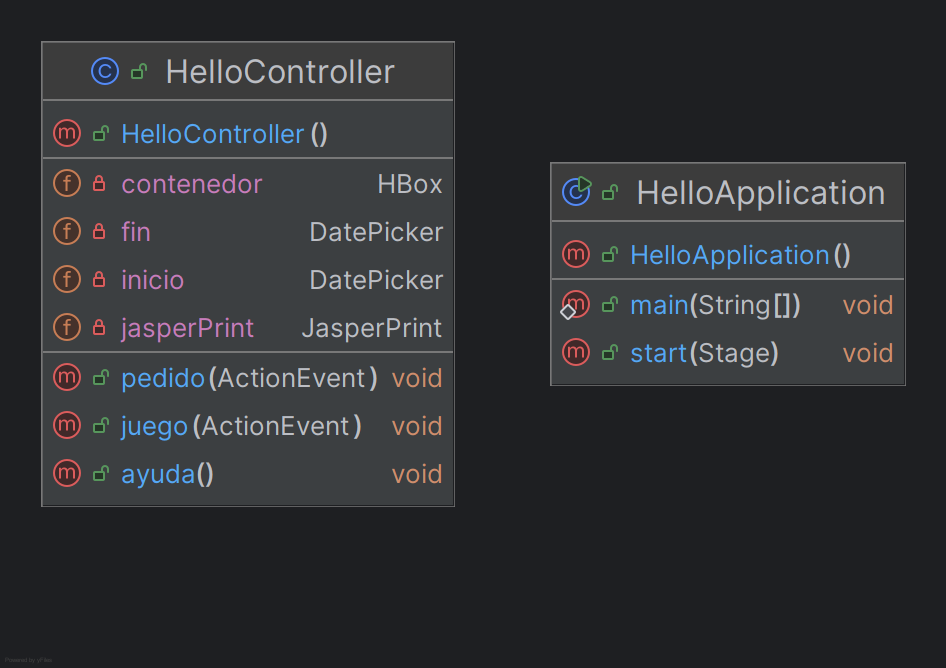 HelloController
HelloController()
contenedor HBox
fin DatePicker
inicio DatePicker
jasperPrint JasperPrint
pedido(ActionEvent) void
juego(ActionEvent) void
ayuda() void
HelloApplication
HelloApplication()
main(String[]) void
start(Stage) void
Powered by yFiles